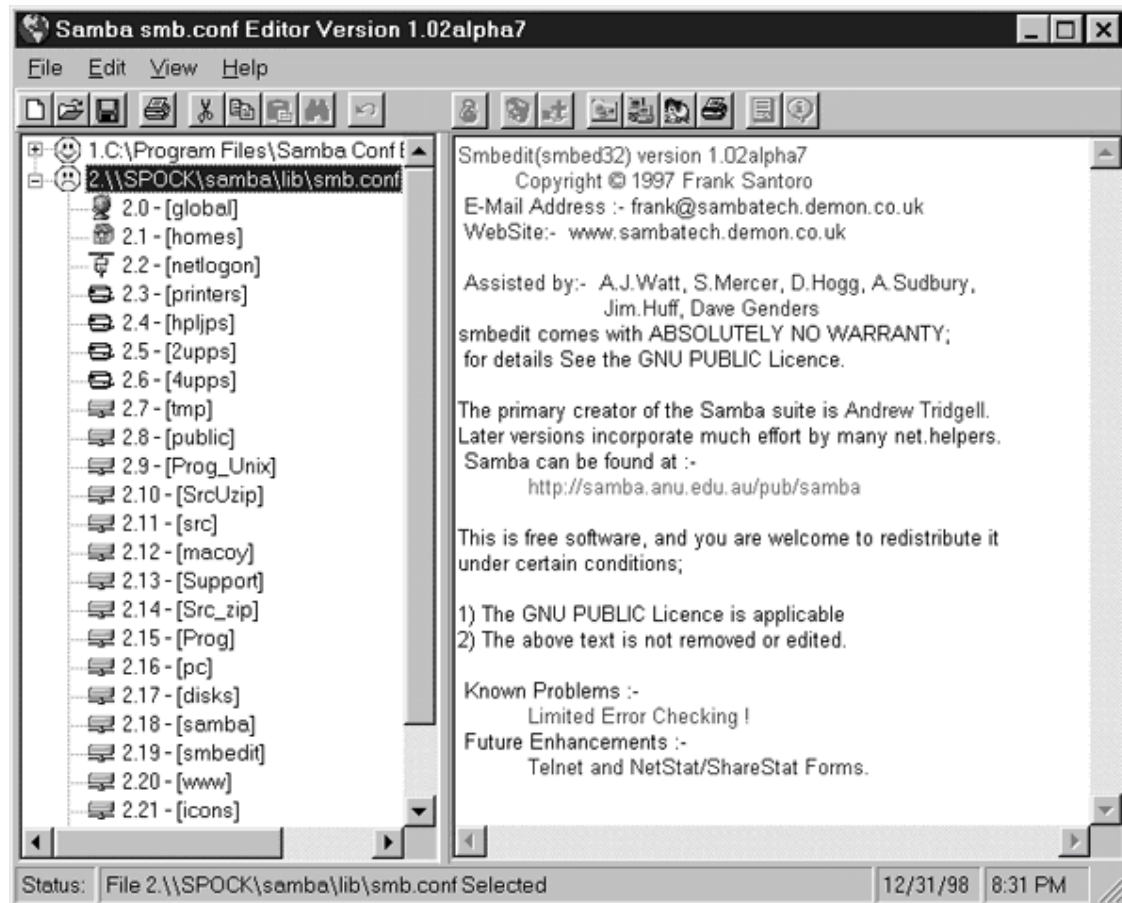 Samba smb.conf Editor Version 1.02alpha7
File Edit View Help
1.C:\Program Files\Samba Conf E
2.\\SPOCK\samba\lib\smb.conf
2.0 - [global]
2.1 - [homes]
2.2 - [netlogon]
2.3 - [printers]
2.4 - [hpljps]
2.5 - [2upps]
2.6 - [4upps]
2.7 - [tmp]
2.8 - [public]
2.9 - [Prog_Unix]
2.10 - [SrcUzip]
2.11 - [src]
2.12 - [macoy]
2.13 - [Support]
2.14 - [Src_zip]
2.15 - [Prog]
2.16 - [pc]
2.17 - [disks]
2.18 - [samba]
2.19 - [smbedit]
2.20 - [www]
2.21 - [icons]
Smbedit(smbed32) version 1.02alpha7
Copyright © 1997 Frank Santoro
E-Mail Address :- frank@sambatech.demon.co.uk
WebSite:- www.sambatech.demon.co.uk
Assisted by:- A.J.Watt, S.Mercer, D.Hogg, A.Sudbury,
Jim.Huff, Dave Genders
smbedit comes with ABSOLUTELY NO WARRANTY;
for details See the GNU PUBLIC Licence.
The primary creator of the Samba suite is Andrew Tridgell.
Later versions incorporate much effort by many net.helpers.
Samba can be found at :-
http://samba.anu.edu.au/pub/samba
This is free software, and you are welcome to redistribute it
under certain conditions;
1) The GNU PUBLIC Licence is applicable
2) The above text is not removed or edited.
Known Problems :-
Limited Error Checking !
Future Enhancements :-
Telnet and NetStat/ShareStat Forms.
Status: File 2.\\SPOCK\samba\lib\smb.conf Selected 12/31/98 8:31 PM